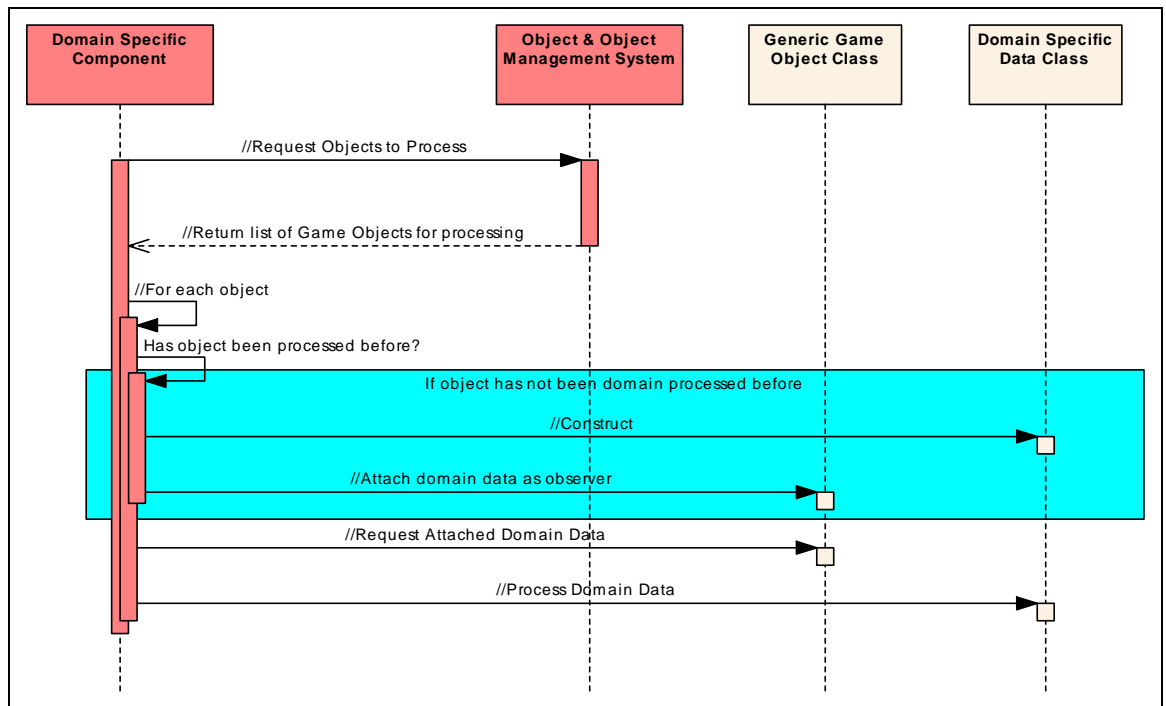 Domain Specific
Component
Object & Object
Management System
Generic Game
Object Class
Domain Specific
Data Class
//Request Objects to Process
//Return list of Game Objects for processing
//For each object
Has object been processed before?
If object has not been domain processed before
//Construct
//Attach domain data as observer
//Request Attached Domain Data
//Process Domain Data